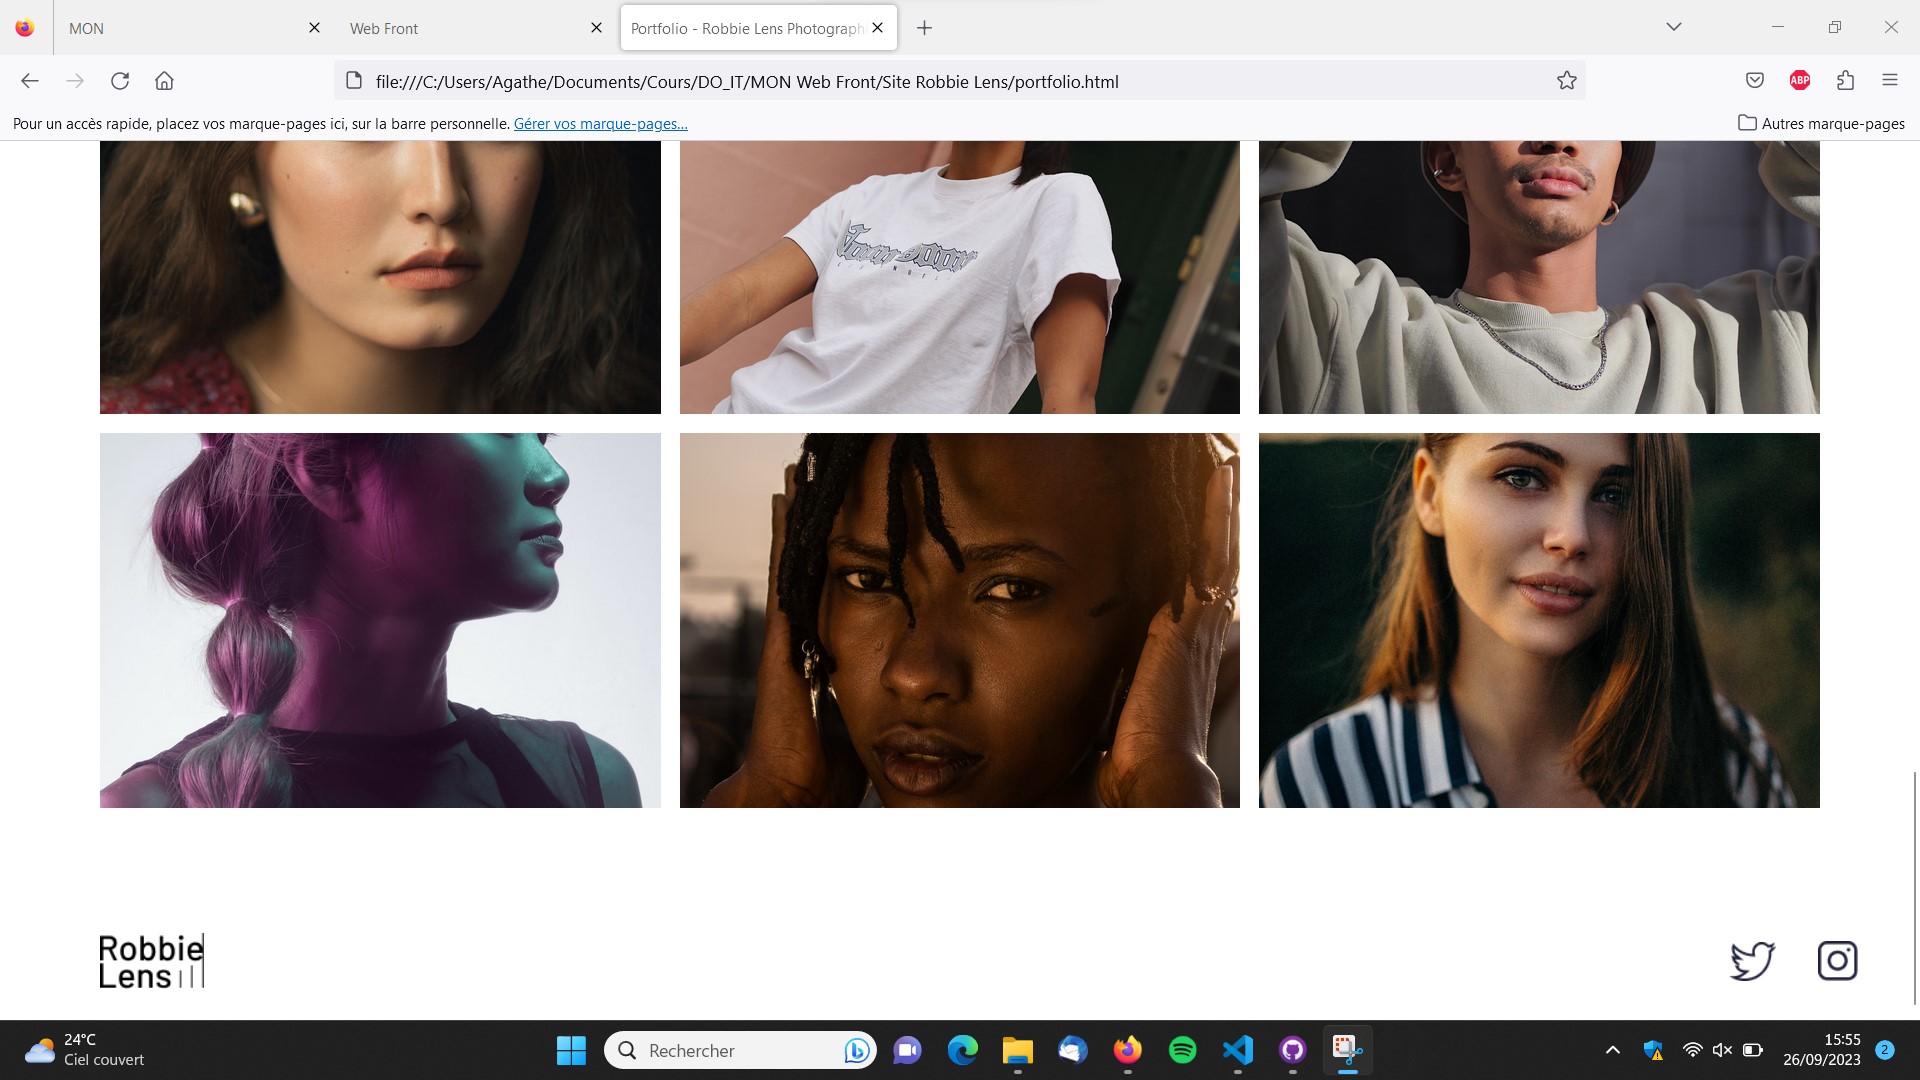 MON
Web Front
Portfolio - Robbie Lens Photograph
file:///C:/Users/Agathe/Documents/Cours/DO_IT/MON Web Front/Site Robbie Lens/portfolio.html
ABP
Pour un accès rapide, placez vos marque-pages ici, sur la barre personnelle. Gérer vos marque-pages...
Autres marque-pages
Robbie
Lens
24°C
Ciel couvert
Rechercher
15:55
26/09/2023
2